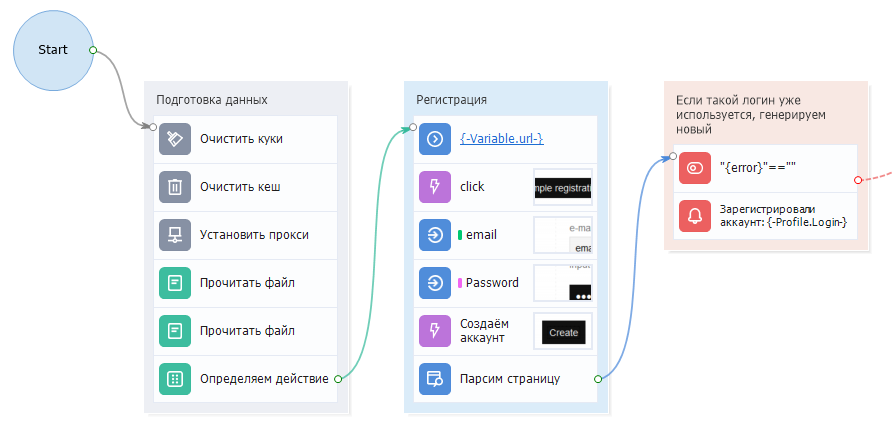 Start
Подготовка данных
Очистить куки
Очистить кеш
Установить прокси
Прочитать файл
Прочитать файл
Определяем действие
Регистрация
{-Variable.url-}
click
mple registrati
email
e-ma
ema
Password
Создаём
аккаунт
Create
Парсим страницу
Если такой логин уже
используется, генерируем
новый
"{error}"==""
Зарегистрировали
аккаунт: {-Profile.Login-}